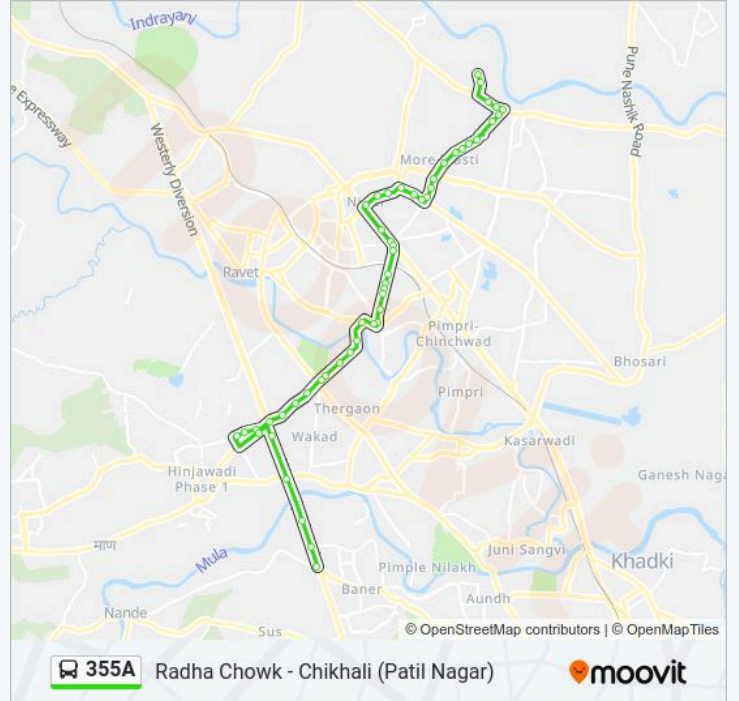 Indrayani
Pune Nashik Road
e Expressway
Westerly Diversion
Ravet
Pimpri-
Chinchwad
Bhosari
Pimpri
Thergaon
Wakad
Kasarwadi
Hinjawadi
Phase 1
Ganesh Naga
माण
Mula
Juni Sangvi
Khadki
Pimple Nilakh
Baner
Aundh
Nande
Sus
© OpenStreetMap contributors | © OpenMapTiles
355A Radha Chowk - Chikhali (Patil Nagar)
moovit